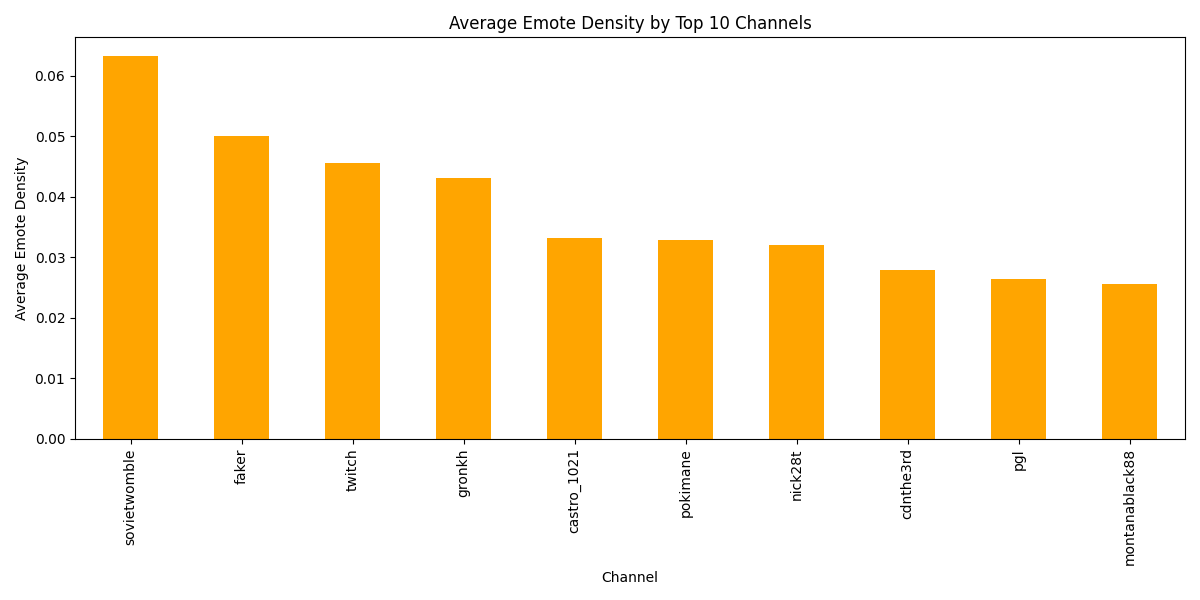 Average Emote Density by Top 10 Channels
Average Emote Density
0.06
0.05
0.04
0.03
0.02
0.01
0.00
sovietwomble
faker
twitch
gronkh
castro_1021
pokimane
nick28t
cdnthe3rd
pgl
montanablack88
Channel